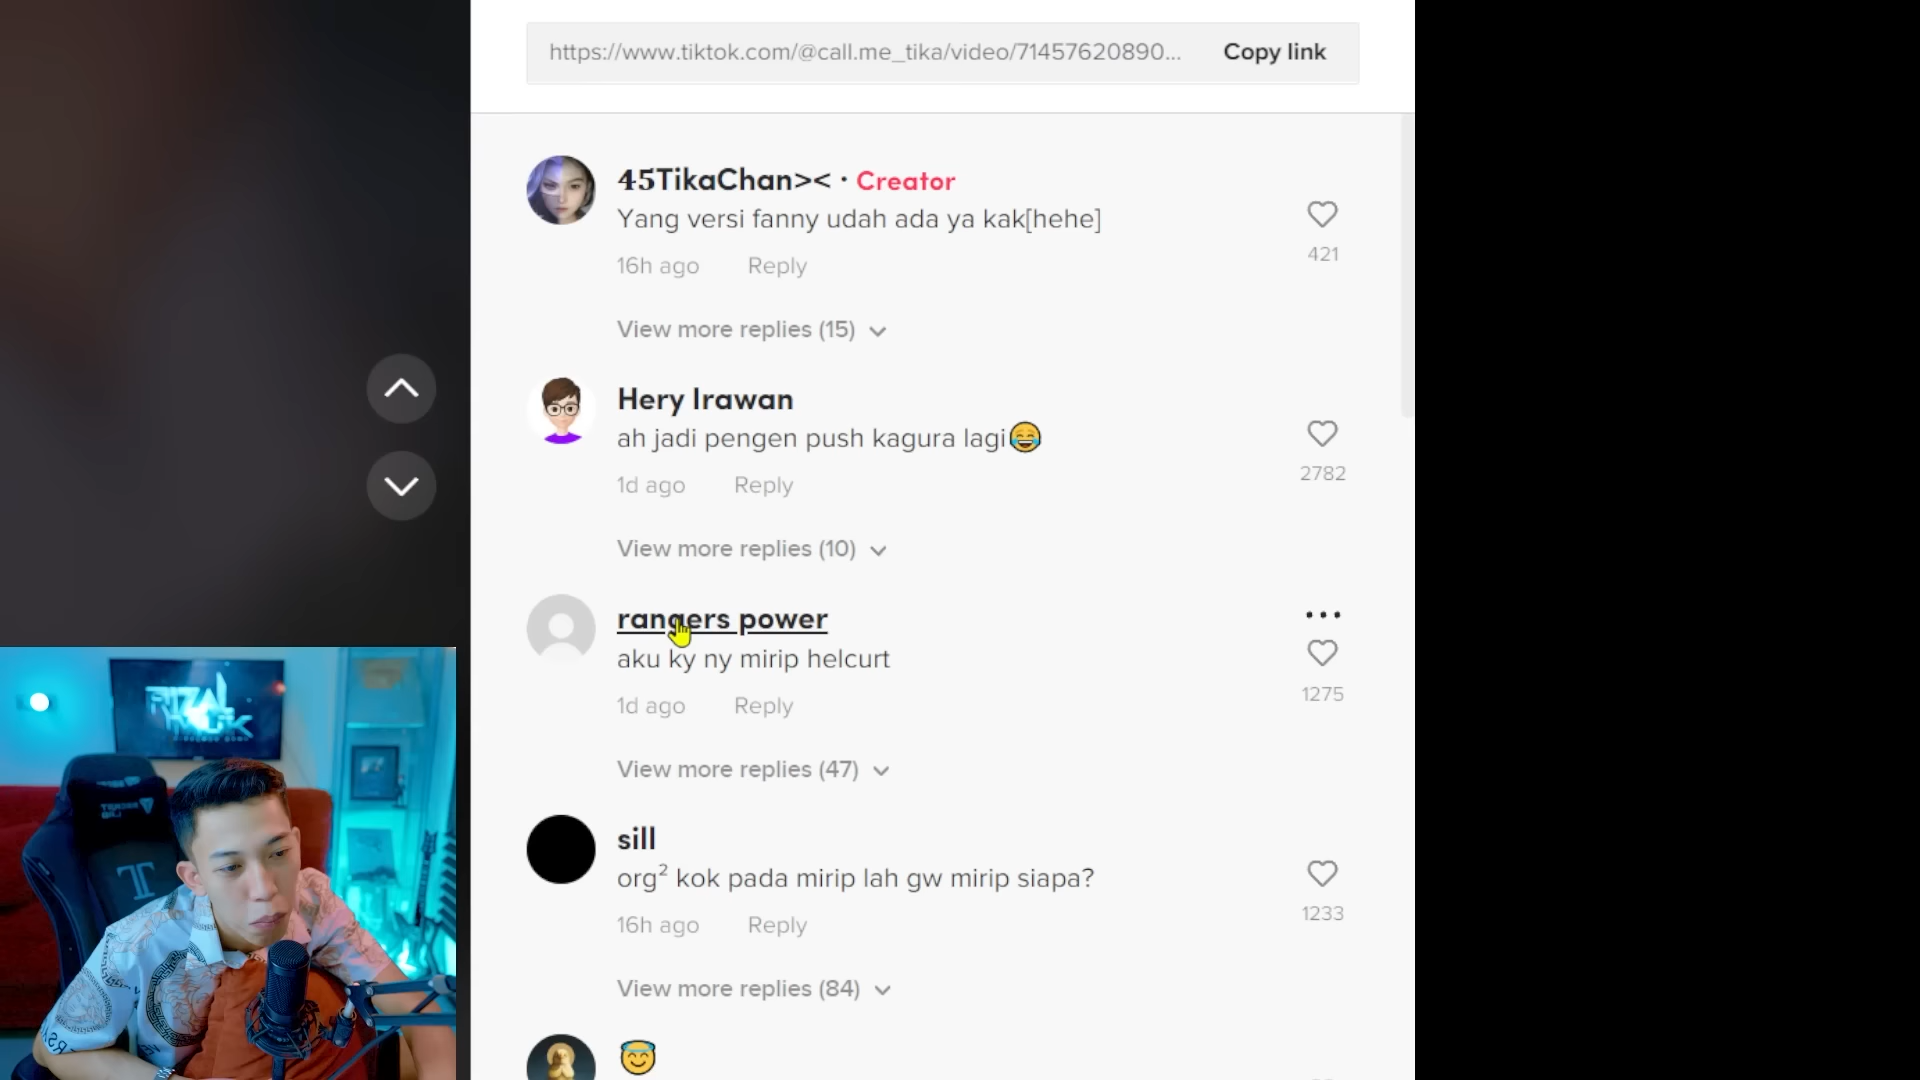 https://www.tiktok.com/@call.me_tika/video/71457620890...
Copy link
45TikaChan>< · Creator
Yang versi fanny udah ada ya kak[hehe]
421
16h ago Reply
View more replies (15)
Hery Irawan
ah jadi pengen push kagura lagi😂
2782
1d ago Reply
View more replies (10)
rangers power
aku ky ny mirip helcurt
1275
1d ago Reply
View more replies (47)
sill
org² kok pada mirip lah gw mirip siapa?
1233
16h ago Reply
View more replies (84)
😇
RIZAL